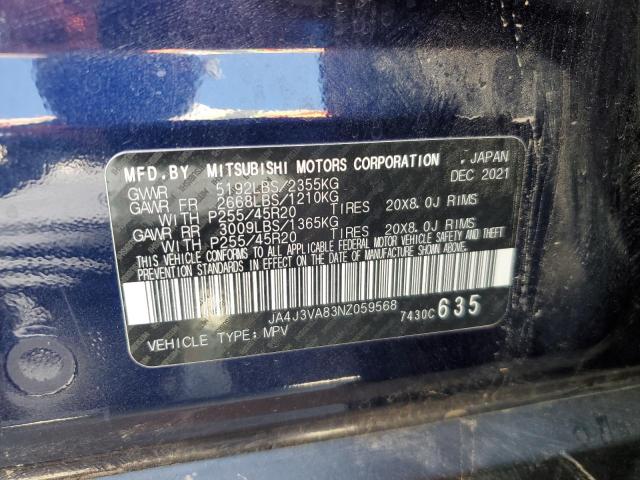 MFD.BY MITSUBISHI MOTORS CORPORATION , JAPAN
GVWR 5192LBS/2355KG DEC 2021
GAWR FR 2668LBS/1210KG
WITH P255/45R20 TIRES 20X8.0J RIMS
GAWR RR 3009LBS/1365KG
WITH P255/45R20 TIRES 20X8.0J RIMS
THIS VEHICLE CONFORMS TO ALL APPLICABLE FEDERAL MOTOR VEHICLE SAFETY AND THEFT
PREVENTION STANDARDS IN EFFECT ON THE DATE OF MANUFACTURE SHOWN ABOVE.
JA4J3VA83NZ059568
7430C 635
VEHICLE TYPE: MPV